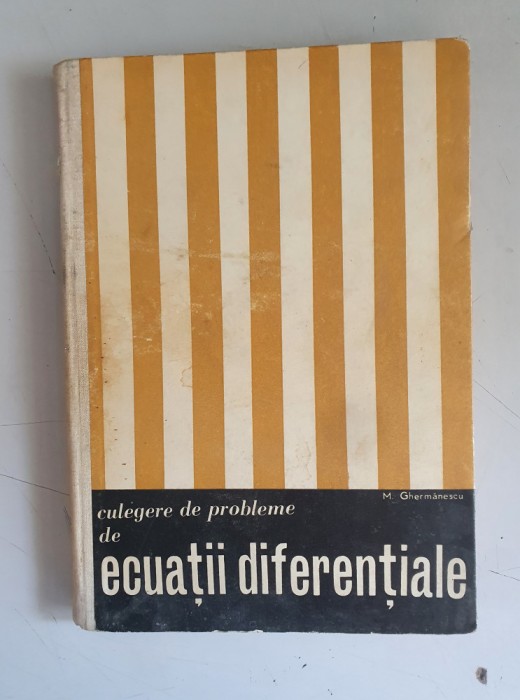 M. Ghermănescu
culegere de probleme
de
ecuații diferențiale